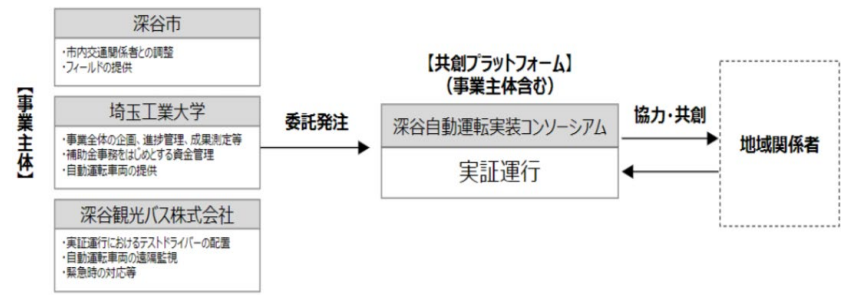 【事業主体】
深谷市
・市内交通関係者との調整
・フィールドの提供
埼玉工業大学
・事業全体の企画、進捗管理、成果測定等
・補助金事務をはじめとする資金管理
・自動運転車両の提供
深谷観光バス株式会社
・実証運行におけるテストドライバーの配置
・自動運転車両の遠隔監視
・緊急時の対応等
委託発注
【共創プラットフォーム】
(事業主体含む)
深谷自動運転実装コンソーシアム
実証運行
協力・共創
地域関係者